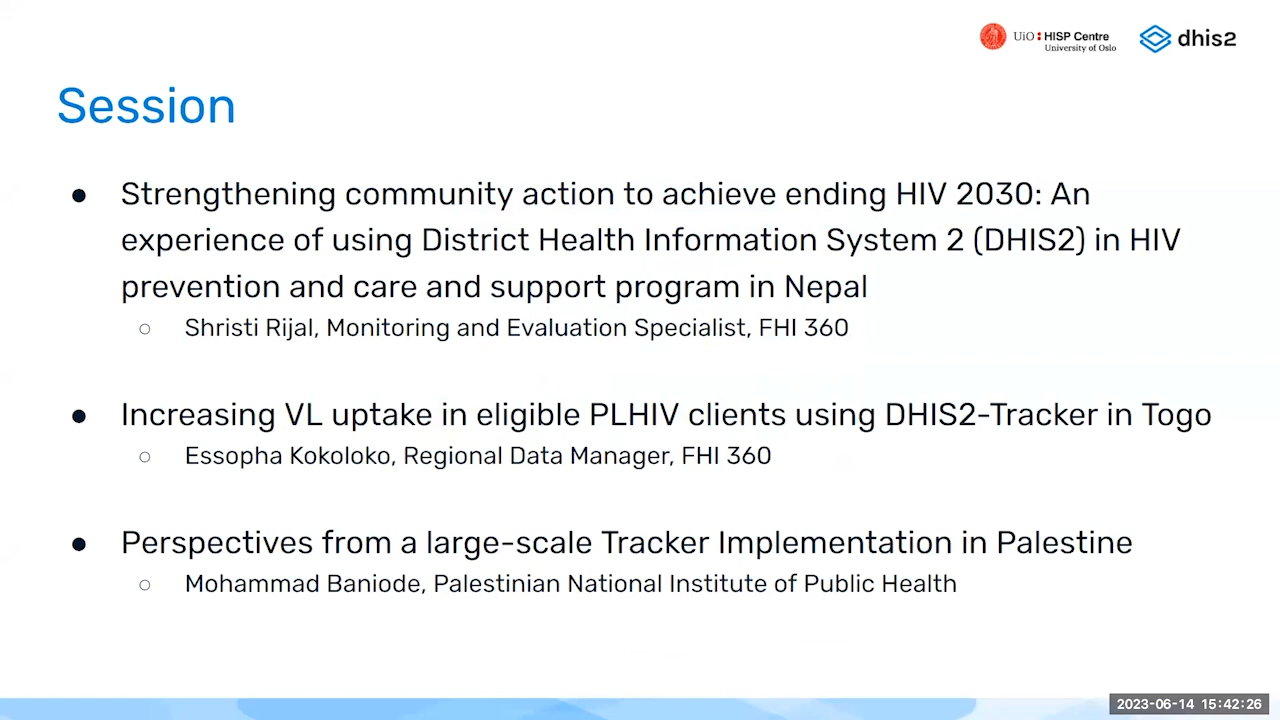 UiO: HISP Centre
University of Oslo
dhis2
Session
● Strengthening community action to achieve ending HIV 2030: An
experience of using District Health Information System 2 (DHIS2) in HIV
prevention and care and support program in Nepal
○ Shristi Rijal, Monitoring and Evaluation Specialist, FHI 360
● Increasing VL uptake in eligible PLHIV clients using DHIS2-Tracker in Togo
○ Essopha Kokoloko, Regional Data Manager, FHI 360
● Perspectives from a large-scale Tracker Implementation in Palestine
○ Mohammad Baniode, Palestinian National Institute of Public Health
2023-06-14 15:42:26